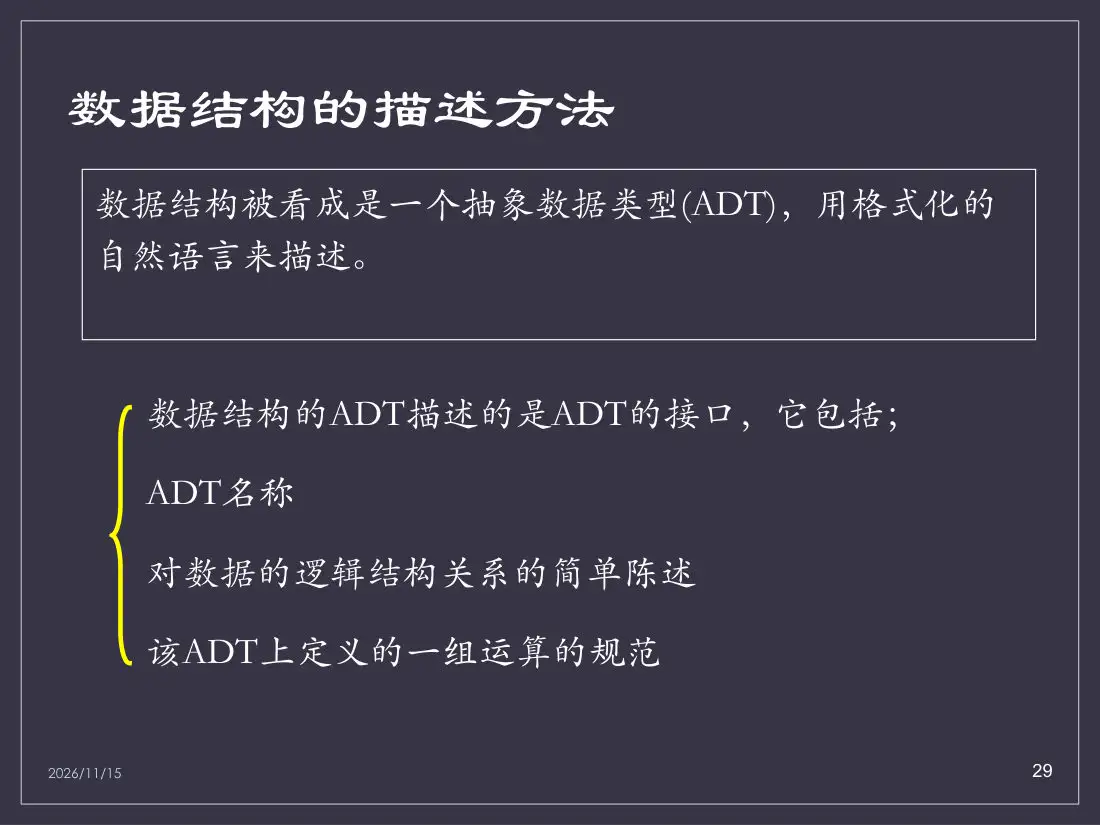 数据结构的描述方法
数据结构被看成是一个抽象数据类型(ADT)，用格式化的
自然语言来描述。
数据结构的ADT描述的是ADT的接口，它包括；
ADT名称
对数据的逻辑结构关系的简单陈述
该ADT上定义的一组运算的规范
2026/11/15
29